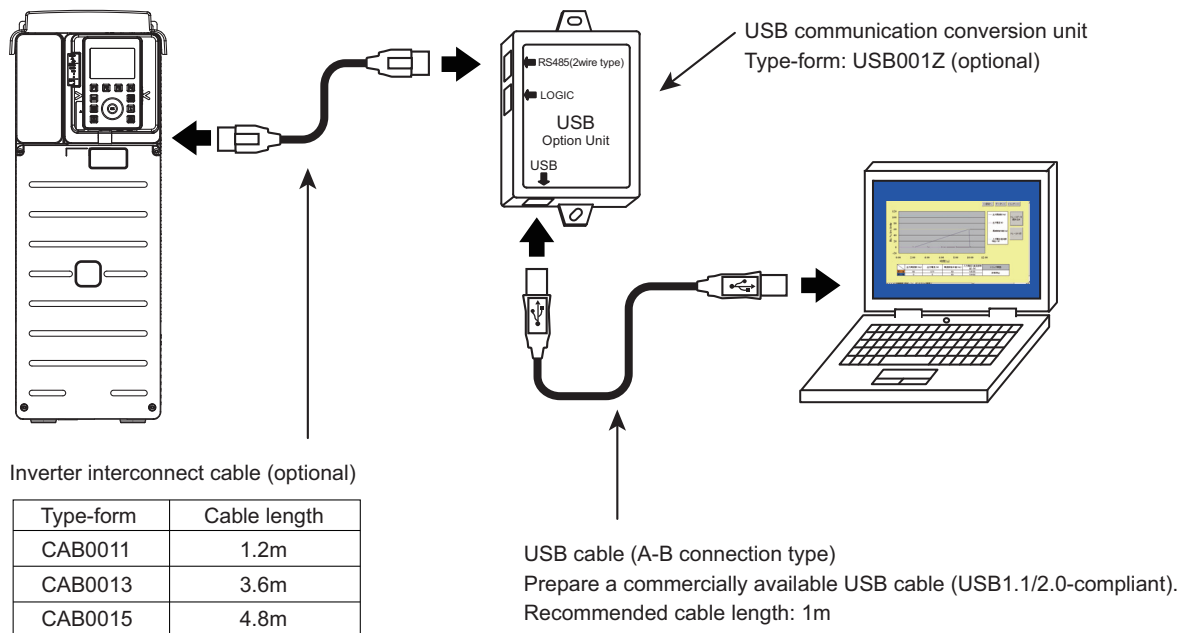 USB communication conversion unit
Type-form: USB001Z (optional)
RS485(2wire type)
LOGIC
USB
Option Unit
USB
Inverter interconnect cable (optional)
Type-form Cable length
CAB0011 1.2m
CAB0013 3.6m
CAB0015 4.8m
USB cable (A-B connection type)
Prepare a commercially available USB cable (USB1.1/2.0-compliant).
Recommended cable length: 1m